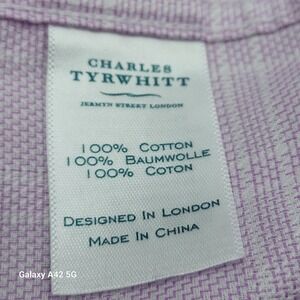 CHARLES
TYRWHITT
JERMYN STREET LONDON
100% COTTON
100% BAUMWOLLE
100% COTON
DESIGNED IN LONDON
MADE IN CHINA
Galaxy A42 5G